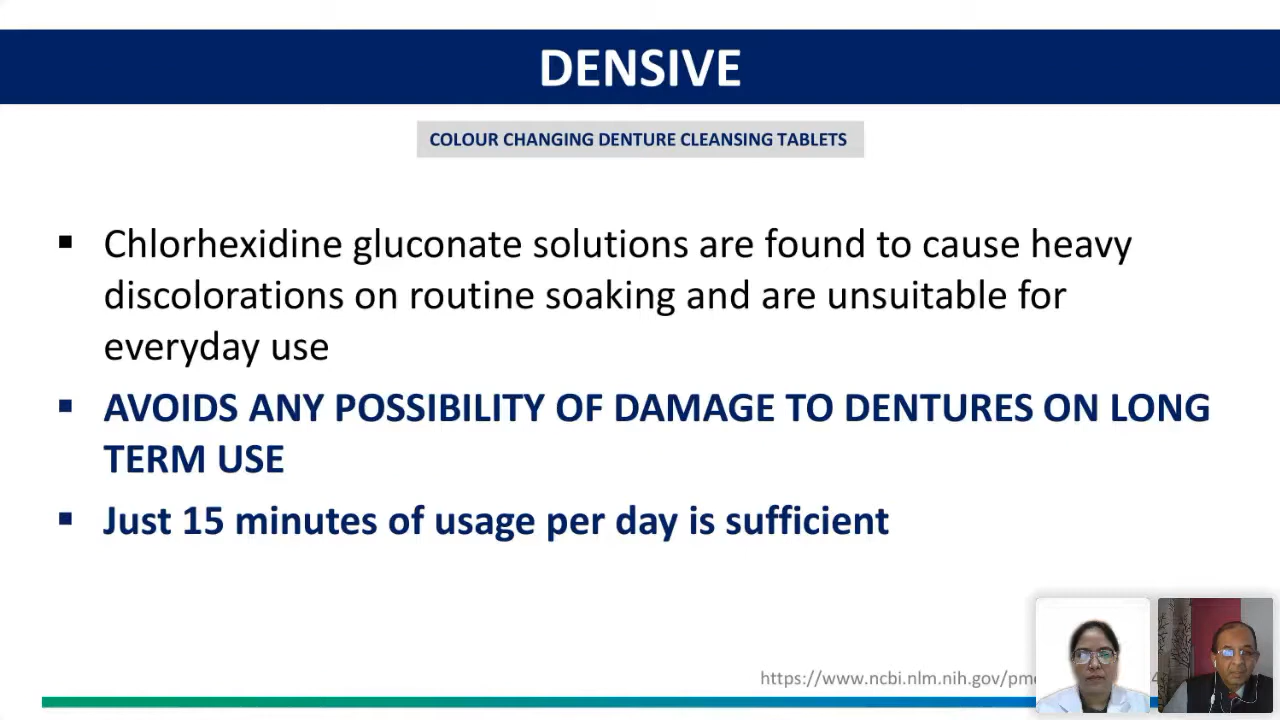 DENSIVE
COLOUR CHANGING DENTURE CLEANSING TABLETS
▪ Chlorhexidine gluconate solutions are found to cause heavy
discolorations on routine soaking and are unsuitable for
everyday use
▪ AVOIDS ANY POSSIBILITY OF DAMAGE TO DENTURES ON LONG
TERM USE
▪ Just 15 minutes of usage per day is sufficient
https://www.ncbi.nlm.nih.gov/pm